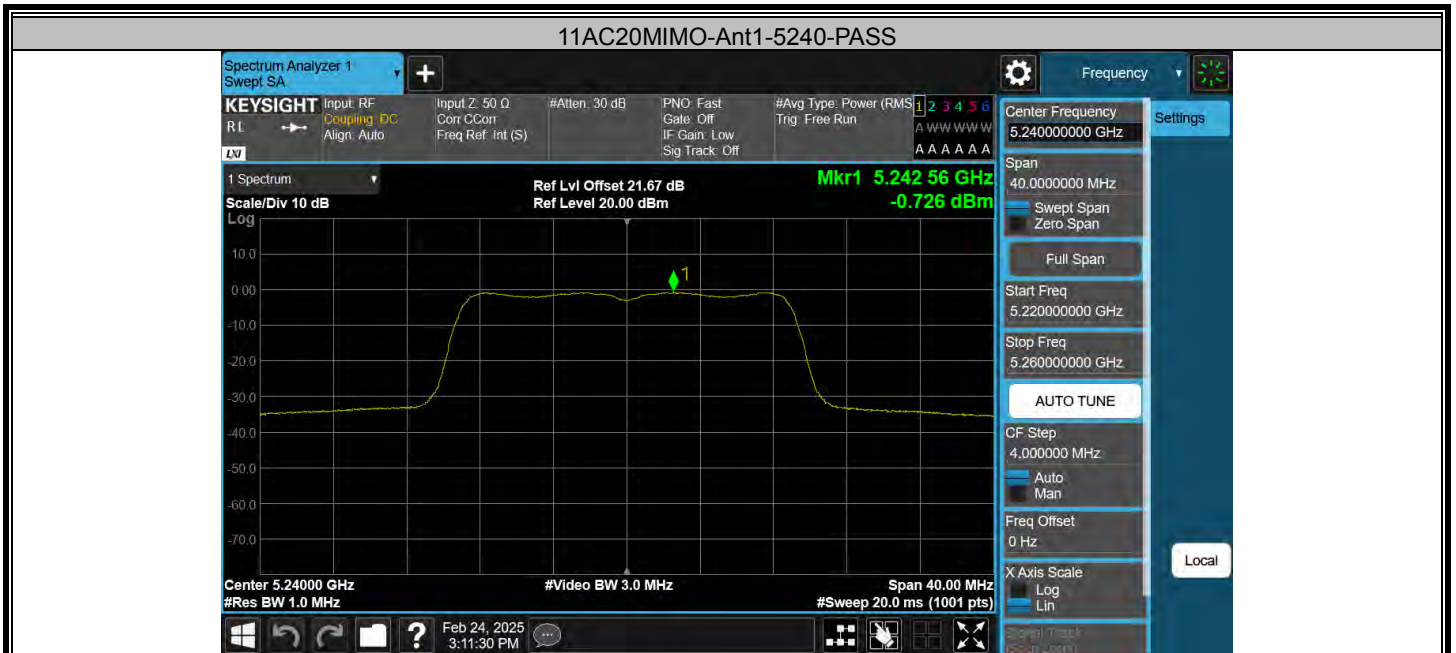 11AC20MIMO-Ant1-5240-PASS
Spectrum Analyzer 1
Swept SA
+
Frequency
KEYSIGHT
RL
LXI
Input: RF
Coupling: DC
Align: Auto
Input Z: 50 Ω
Corr CCorr
Freq Ref: Int (S)
#Atten: 30 dB
PNO: Fast
Gate: Off
IF Gain: Low
Sig Track: Off
#Avg Type: Power (RMS
Trig: Free Run
1 2 3 4 5 6
A W W W W W
A A A A A A
1 Spectrum
Scale/Div 10 dB
Log
Ref Lvl Offset 21.67 dB
Ref Level 20.00 dBm
Mkr1 5.242 56 GHz
-0.726 dBm
1
10.0
0.00
-10.0
-20.0
-30.0
-40.0
-50.0
-60.0
-70.0
Center 5.24000 GHz
#Res BW 1.0 MHz
#Video BW 3.0 MHz
Span 40.00 MHz
#Sweep 20.0 ms (1001 pts)
Center Frequency
5.240000000 GHz
Settings
Span
40.0000000 MHz
Swept Span
Zero Span
Full Span
Start Freq
5.220000000 GHz
Stop Freq
5.260000000 GHz
AUTO TUNE
CF Step
4.000000 MHz
Auto
Man
Freq Offset
0 Hz
X Axis Scale
Log
Lin
Local
Signal Track
?
Feb 24, 2025
3:11:30 PM